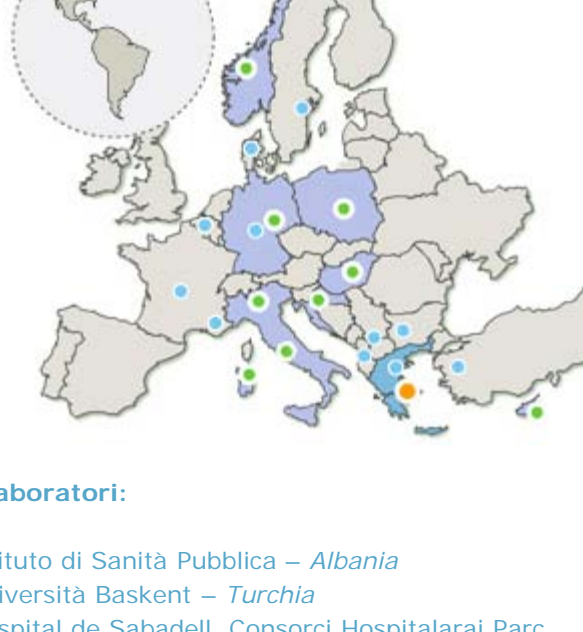 aboratori:
ituto di Sanità Pubblica – Albania
iversità Baskent – Turchia
spital de Sabadell, Consorci Hospitalarai Parc